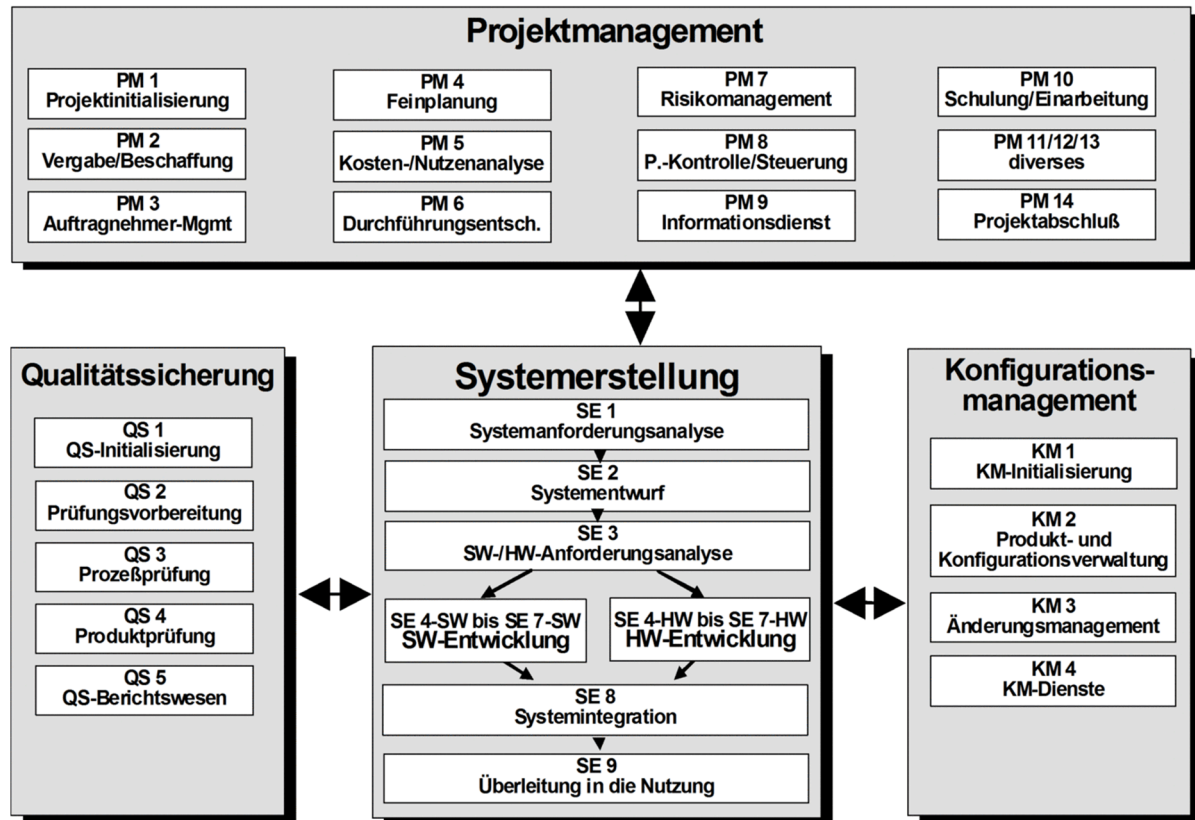 Projektmanagement
PM 1
Projektinitialisierung
PM 2
Vergabe/Beschaffung
PM 3
Auftragnehmer-Mgmt
PM 4
Feinplanung
PM 5
Kosten-/Nutzenanalyse
PM 6
Durchführungsentsch.
PM 7
Risikomanagement
PM 8
P.-Kontrolle/Steuerung
PM 9
Informationsdienst
PM 10
Schulung/Einarbeitung
PM 11/12/13
diverses
PM 14
Projektabschluß
Qualitätssicherung
QS 1
QS-Initialisierung
QS 2
Prüfungsvorbereitung
QS 3
Prozeßprüfung
QS 4
Produktprüfung
QS 5
QS-Berichtswesen
Systemerstellung
SE 1
Systemanforderungsanalyse
SE 2
Systementwurf
SE 3
SW-/HW-Anforderungsanalyse
SE 4-SW bis SE 7-SW
SW-Entwicklung
SE 4-HW bis SE 7-HW
HW-Entwicklung
SE 8
Systemintegration
SE 9
Überleitung in die Nutzung
Konfigurations-
management
KM 1
KM-Initialisierung
KM 2
Produkt- und
Konfigurationsverwaltung
KM 3
Änderungsmanagement
KM 4
KM-Dienste